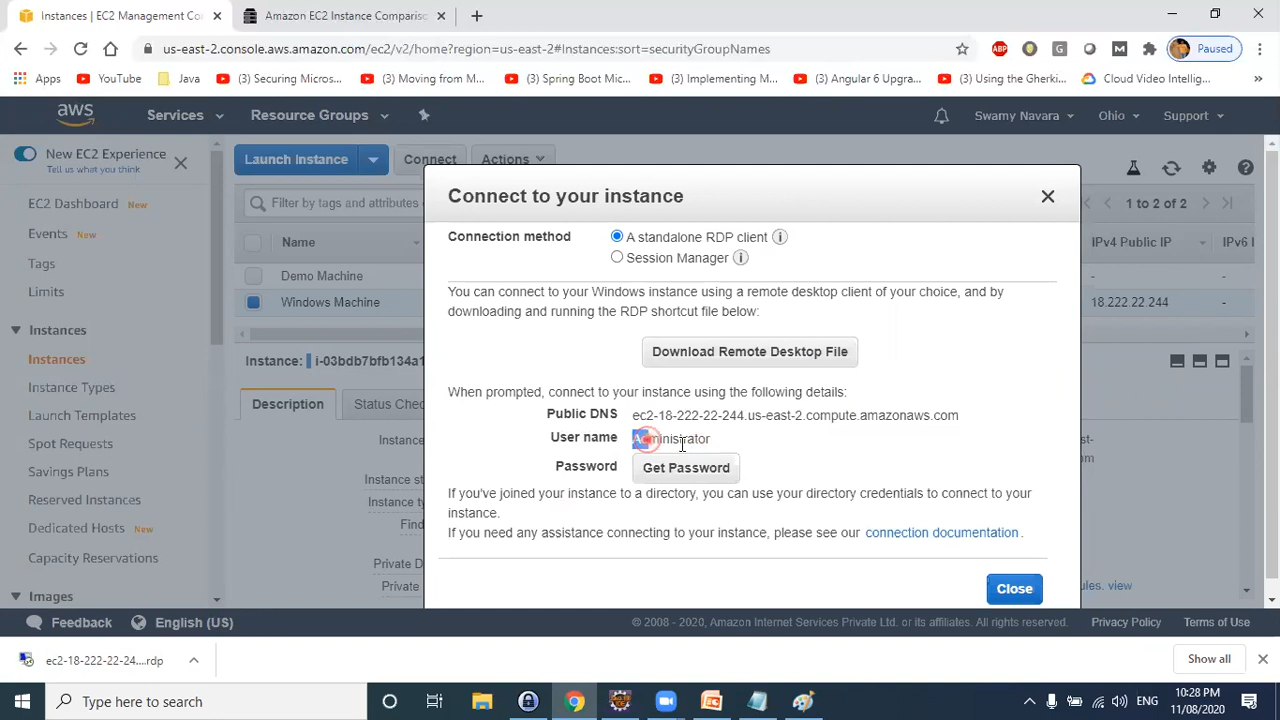 Instances | EC2 Management Co
Amazon EC2 Instance Comparis
us-east-2.console.aws.amazon.com/ec2/v2/home?region=us-east-2#Instances:sort=securityGroupNames
ABP
G
M
Paused
Apps
YouTube
Java
(3) Securing Micros...
(3) Moving from M...
(3) Spring Boot Mic...
(3) Implementing M...
(3) Angular 6 Upgra...
(3) Using the Gherki...
Cloud Video Intellig...
»
aws
Services
Resource Groups
Swamy Navara
Ohio
Support
New EC2 Experience
Tell us what you think
Launch Instance
Connect
Actions
EC2 Dashboard New
Events New
Tags
Limits
Instances
Instances
Instance Types
Launch Templates
Spot Requests
Savings Plans
Reserved Instances
Dedicated Hosts New
Capacity Reservations
Images
Filter by tags and attributes
1 to 2 of 2
Name
IPv4 Public IP
IPv6 I
Demo Machine
-
-
Windows Machine
18.222.22.244
-
Instance: i-03bdb7bfb134a1
Description
Status Chec
Instance
Instance sta
Instance typ
Find
Private D
Private
m
ules. view
Connect to your instance
Connection method
A standalone RDP client
Session Manager
You can connect to your Windows instance using a remote desktop client of your choice, and by
downloading and running the RDP shortcut file below:
Download Remote Desktop File
When prompted, connect to your instance using the following details:
Public DNS ec2-18-222-22-244.us-east-2.compute.amazonaws.com
User name Administrator
Password Get Password
If you've joined your instance to a directory, you can use your directory credentials to connect to your
instance.
If you need any assistance connecting to your instance, please see our connection documentation .
Close
Feedback
English (US)
© 2008 - 2020, Amazon Internet Services Private Ltd. or its affiliates. All rights reserved.
Privacy Policy
Terms of Use
ec2-18-222-22-24....rdp
Show all
Type here to search
ENG
10:28 PM
11/08/2020